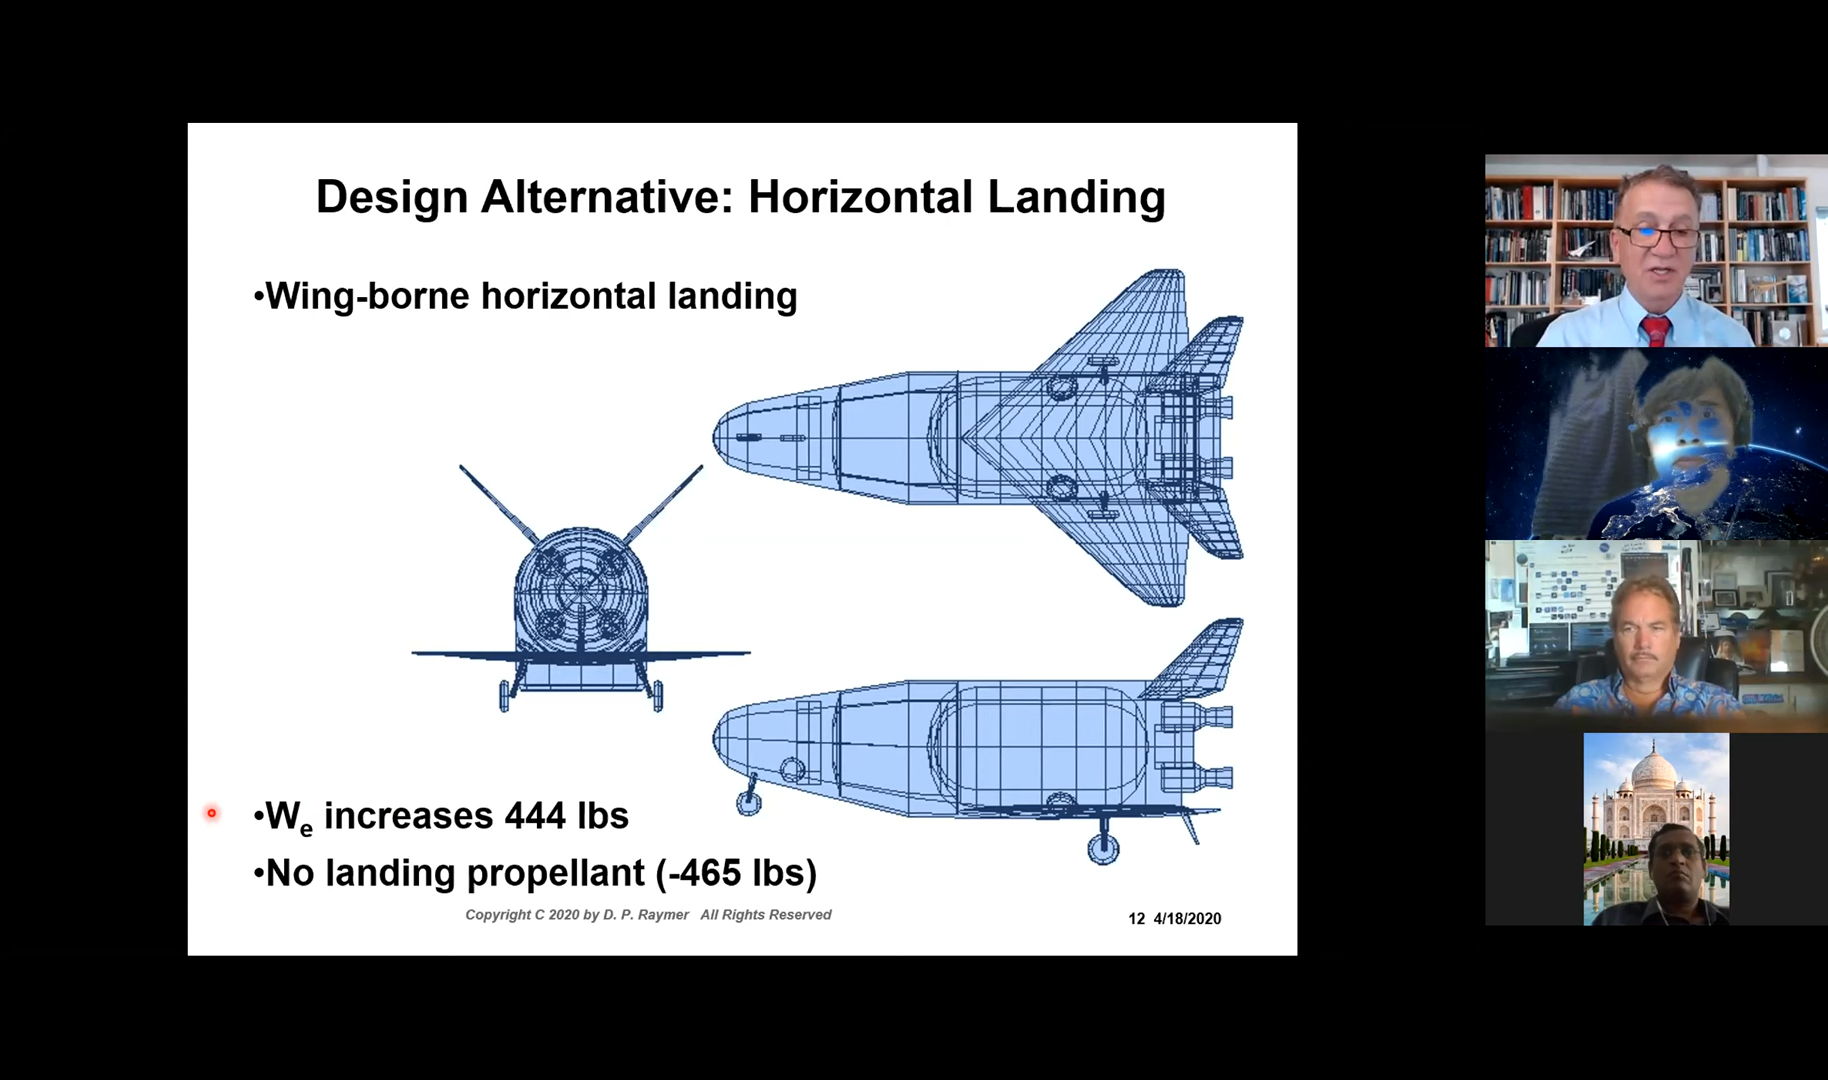 Design Alternative: Horizontal Landing
•Wing-borne horizontal landing
•We increases 444 lbs
•No landing propellant (-465 lbs)
Copyright C 2020 by D. P. Raymer   All Rights Reserved
12  4/18/2020